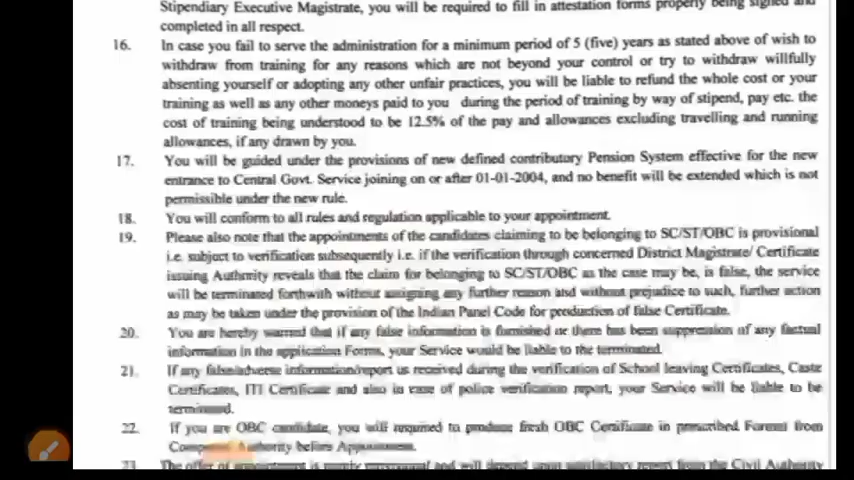 Stipendiary Executive Magistrate, you will be required to fill in attestation forms properly being signed and
completed in all respect.
16. In case you fail to serve the administration for a minimum period of 5 (five) years as stated above of wish to
withdraw from training for any reasons which are not beyond your control or try to withdraw willfully
absenting yourself or adopting any other unfair practices, you will be liable to refund the whole cost or your
training as well as any other moneys paid to you during the period of training by way of stipend, pay etc. the
cost of training being understood to be 12.5% of the pay and allowances excluding travelling and running
allowances, if any drawn by you.
17. You will be guided under the provisions of new defined contributory Pension System effective for the new
entrance to Central Govt. Service joining on or after 01-01-2004, and no benefit will be extended which is not
permissible under the new rule.
18. You will conform to all rules and regulation applicable to your appointment.
19. Please also note that the appointments of the candidates claiming to be belonging to SC/ST/OBC is provisional
i.e. subject to verification subsequently i.e. if the verification through concerned District Magistrate/ Certificate
issuing Authority reveals that the claim for belonging to SC/ST/OBC as the case may be, is false, the service
will be terminated forthwith without assigning any further reason and without prejudice to such, further action
as may be taken under the provision of the Indian Panel Code for production of false Certificate.
20. You are hereby warned that if any false information is furnished or there has been suppression of any factual
information in the application Forms, your Service would be liable to the terminated.
21. If any false/adverse information/report us received during the verification of School leaving Certificates, Caste
Certificates, ITI Certificate and also in case of police verification report, your Service will be liable to be
terminated.
22. If you are OBC candidate, you will required to produce fresh OBC Certificate in prescribed Format from
Authority before Appointment.
23. The offer of appointment is and will depend upon satisfactory report from the Civil Authority